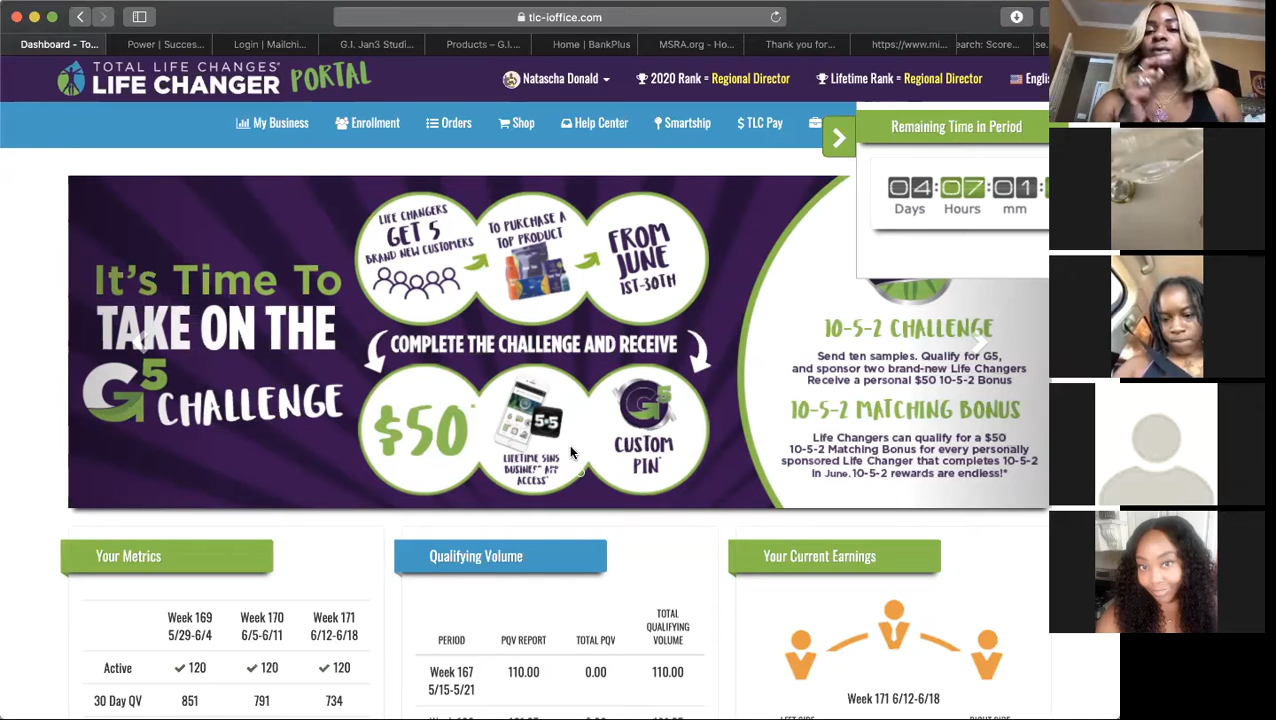 tlc-ioffice.com
Dashboard - To...
Power | Succes...
Login | Mailchi...
G.I. Jan3 Studi...
Products – G.I....
Home | BankPlus
MSRA.org - Ho...
Thank you for...
https://www.mi...
earch: Score...
se.
TOTAL LIFE CHANGES®
LIFE CHANGER PORTAL
Natascha Donald
2020 Rank = Regional Director
Lifetime Rank = Regional Director
My Business
Enrollment
Orders
Shop
Help Center
Smartship
$ TLC Pay
Remaining Time in Period
04:07:01:
Days
Hours
mm
It's Time To
TAKE ON THE
G5
CHALLENGE
LIFE CHANGERS
GET 5
BRAND NEW CUSTOMERS
TO PURCHASE A
TOP PRODUCT
FROM
JUNE
1ST-30TH
COMPLETE THE CHALLENGE AND RECEIVE
$50*
5•5
LIFETIME 5IN5
BUSINESS APP
ACCESS*
G5
CUSTOM
PIN*
10-5-2 CHALLENGE
Send ten samples. Qualify for G5,
and sponsor two brand-new Life Changers
Receive a personal $50 10-5-2 Bonus
10-5-2 MATCHING BONUS
Life Changers can qualify for a $50
10-5-2 Matching Bonus for every personally
sponsored Life Changer that completes 10-5-2
in June. 10-5-2 rewards are endless!*
Your Metrics
Week 169
5/29-6/4
Week 170
6/5-6/11
Week 171
6/12-6/18
Active
120
120
120
30 Day QV
851
791
734
Qualifying Volume
PERIOD
PQV REPORT
TOTAL PQV
TOTAL
QUALIFYING
VOLUME
Week 167
5/15-5/21
110.00
0.00
110.00
Your Current Earnings
Week 171 6/12-6/18